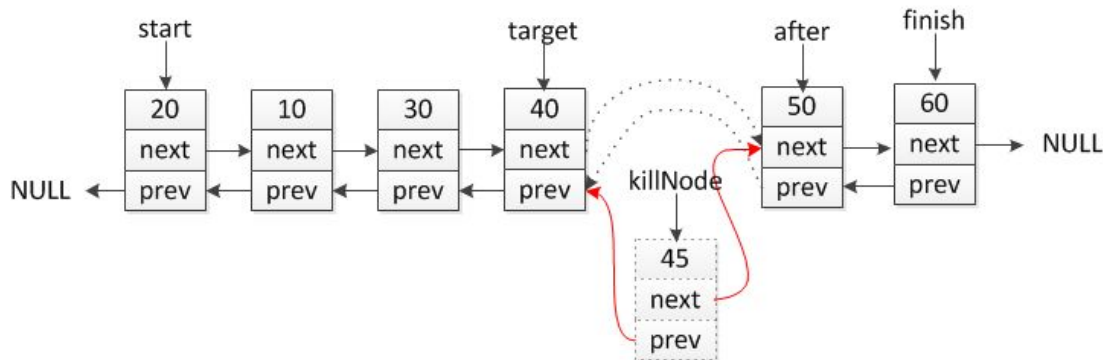 start
target
after
finish
20
10
30
40
50
60
next
next
next
next
next
next
NULL
NULL
prev
prev
prev
prev
killNode
prev
prev
45
next
prev